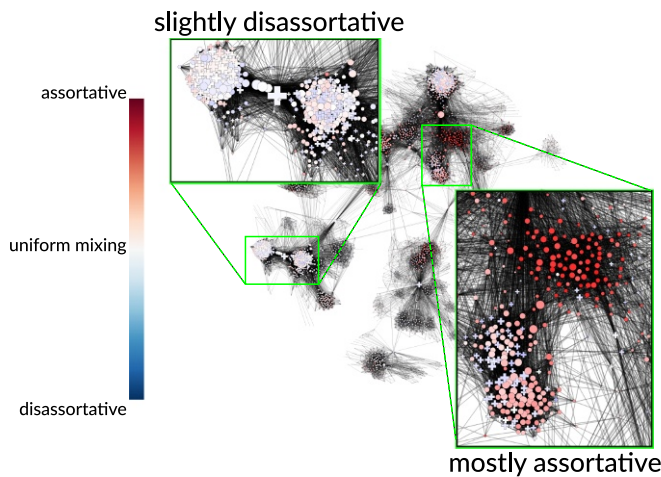 slightly disassortative
assortative
uniform mixing
disassortative
mostly assortative